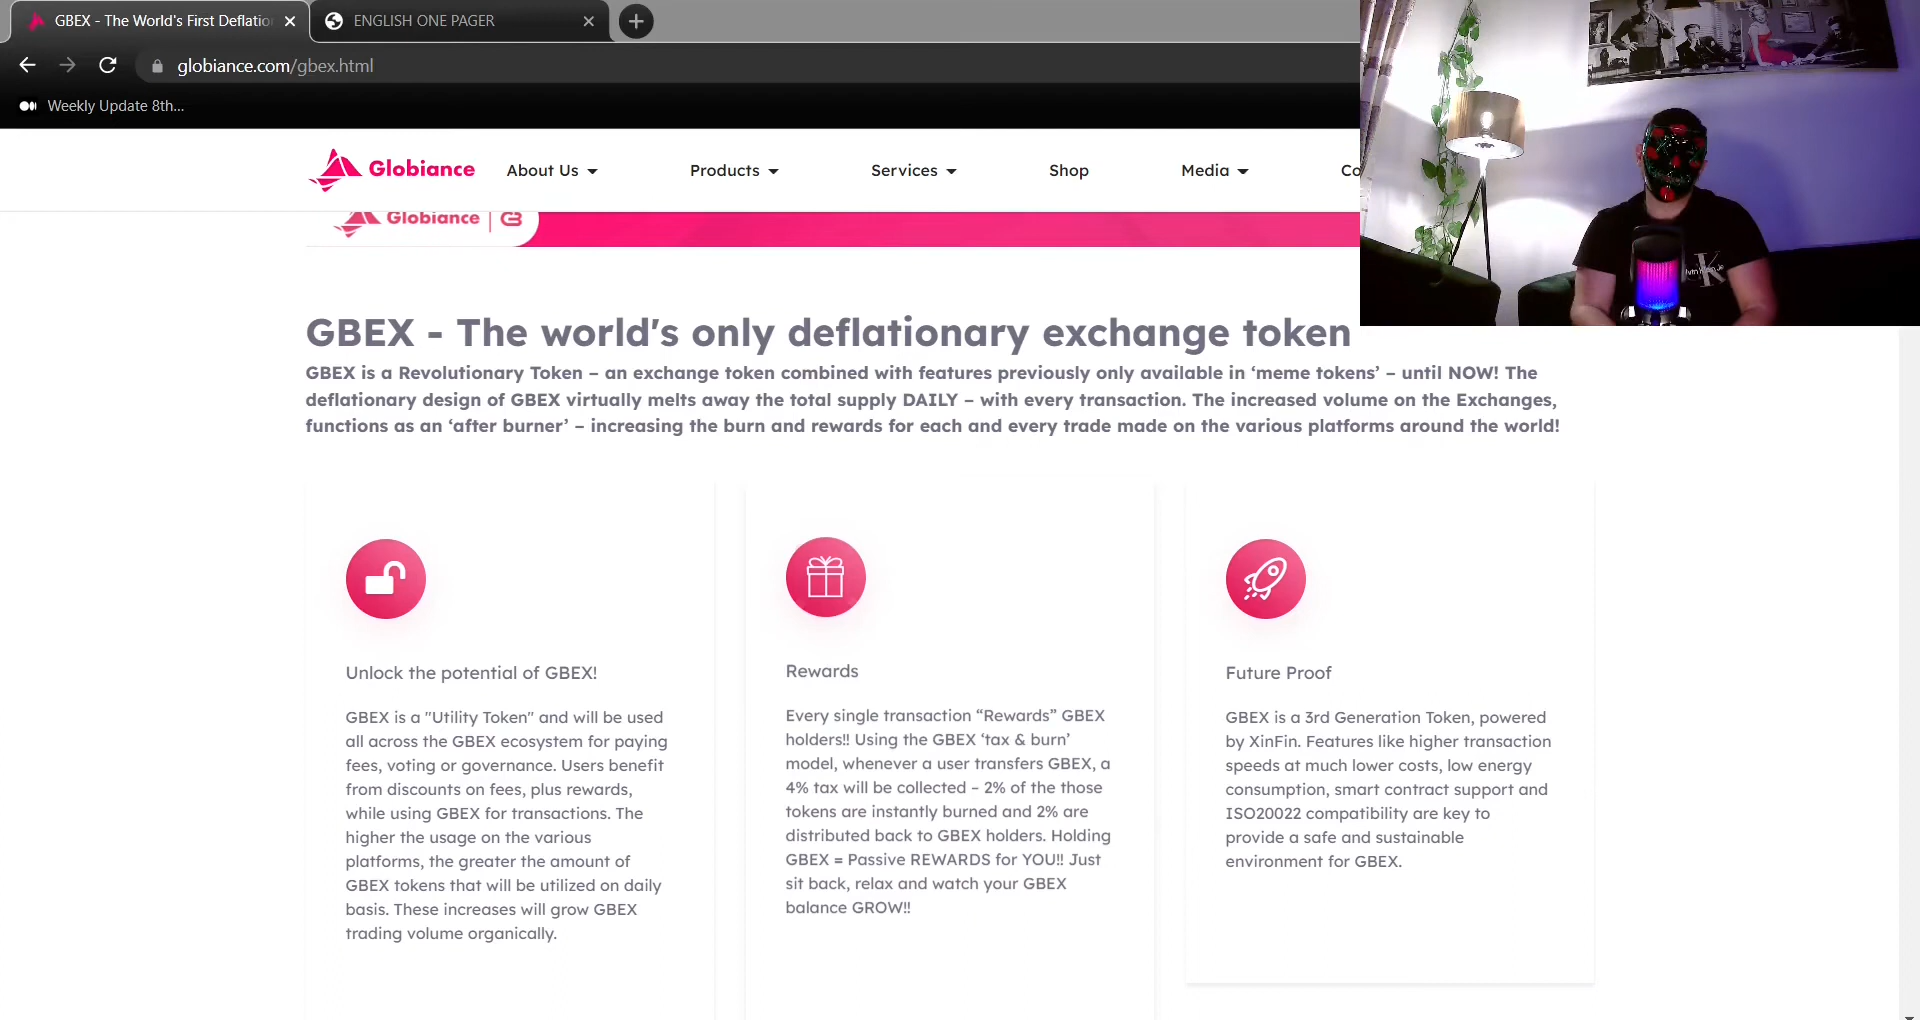 GBEX - The World's First Deflatio
ENGLISH ONE PAGER
globiance.com/gbex.html
Weekly Update 8th...
Globiance
About Us
Products
Services
Shop
Media
Co
Globiance
GBEX - The world's only deflationary exchange token
GBEX is a Revolutionary Token – an exchange token combined with features previously only available in ‘meme tokens’ – until NOW! The
deflationary design of GBEX virtually melts away the total supply DAILY – with every transaction. The increased volume on the Exchanges,
functions as an ‘after burner’ – increasing the burn and rewards for each and every trade made on the various platforms around the world!
Unlock the potential of GBEX!
GBEX is a "Utility Token" and will be used
all across the GBEX ecosystem for paying
fees, voting or governance. Users benefit
from discounts on fees, plus rewards,
while using GBEX for transactions. The
higher the usage on the various
platforms, the greater the amount of
GBEX tokens that will be utilized on daily
basis. These increases will grow GBEX
trading volume organically.
Rewards
Every single transaction “Rewards” GBEX
holders!! Using the GBEX ‘tax & burn’
model, whenever a user transfers GBEX, a
4% tax will be collected – 2% of the those
tokens are instantly burned and 2% are
distributed back to GBEX holders. Holding
GBEX = Passive REWARDS for YOU!! Just
sit back, relax and watch your GBEX
balance GROW!!
Future Proof
GBEX is a 3rd Generation Token, powered
by XinFin. Features like higher transaction
speeds at much lower costs, low energy
consumption, smart contract support and
ISO20022 compatibility are key to
provide a safe and sustainable
environment for GBEX.